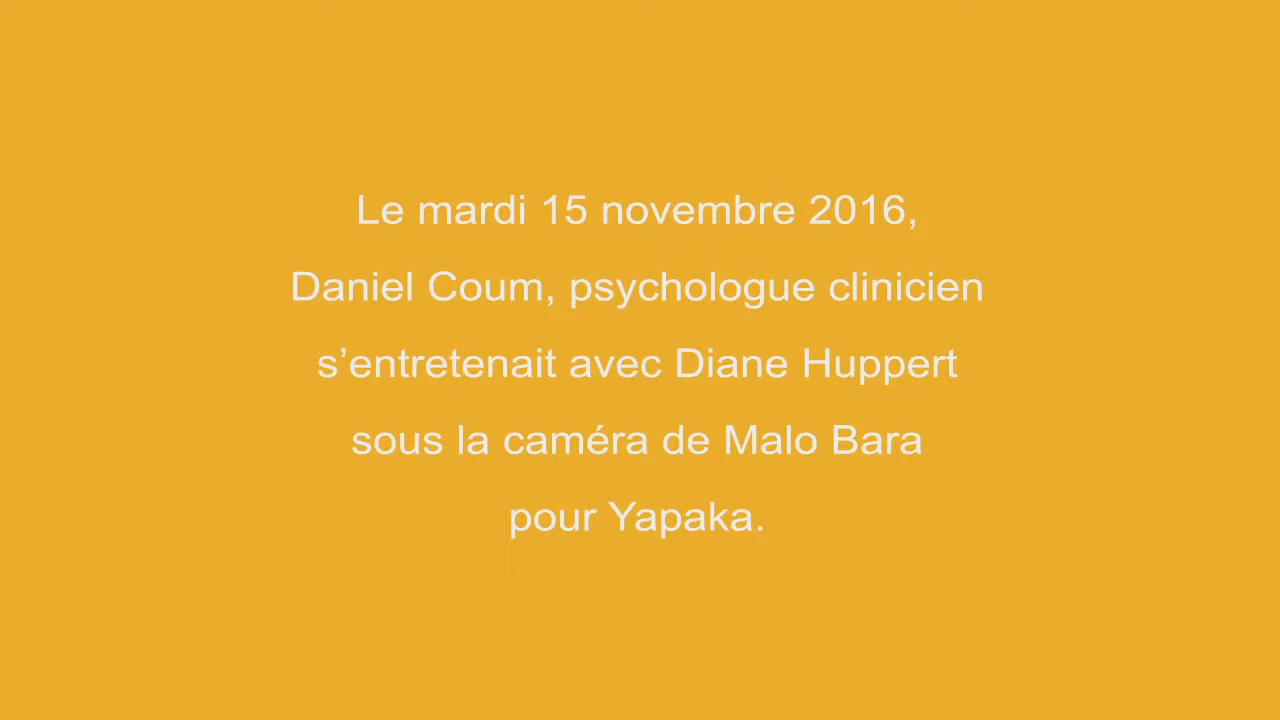 Le mardi 15 novembre 2016,
Daniel Coum, psychologue clinicien
s’entretenait avec Diane Huppert
sous la caméra de Malo Bara
pour Yapaka.